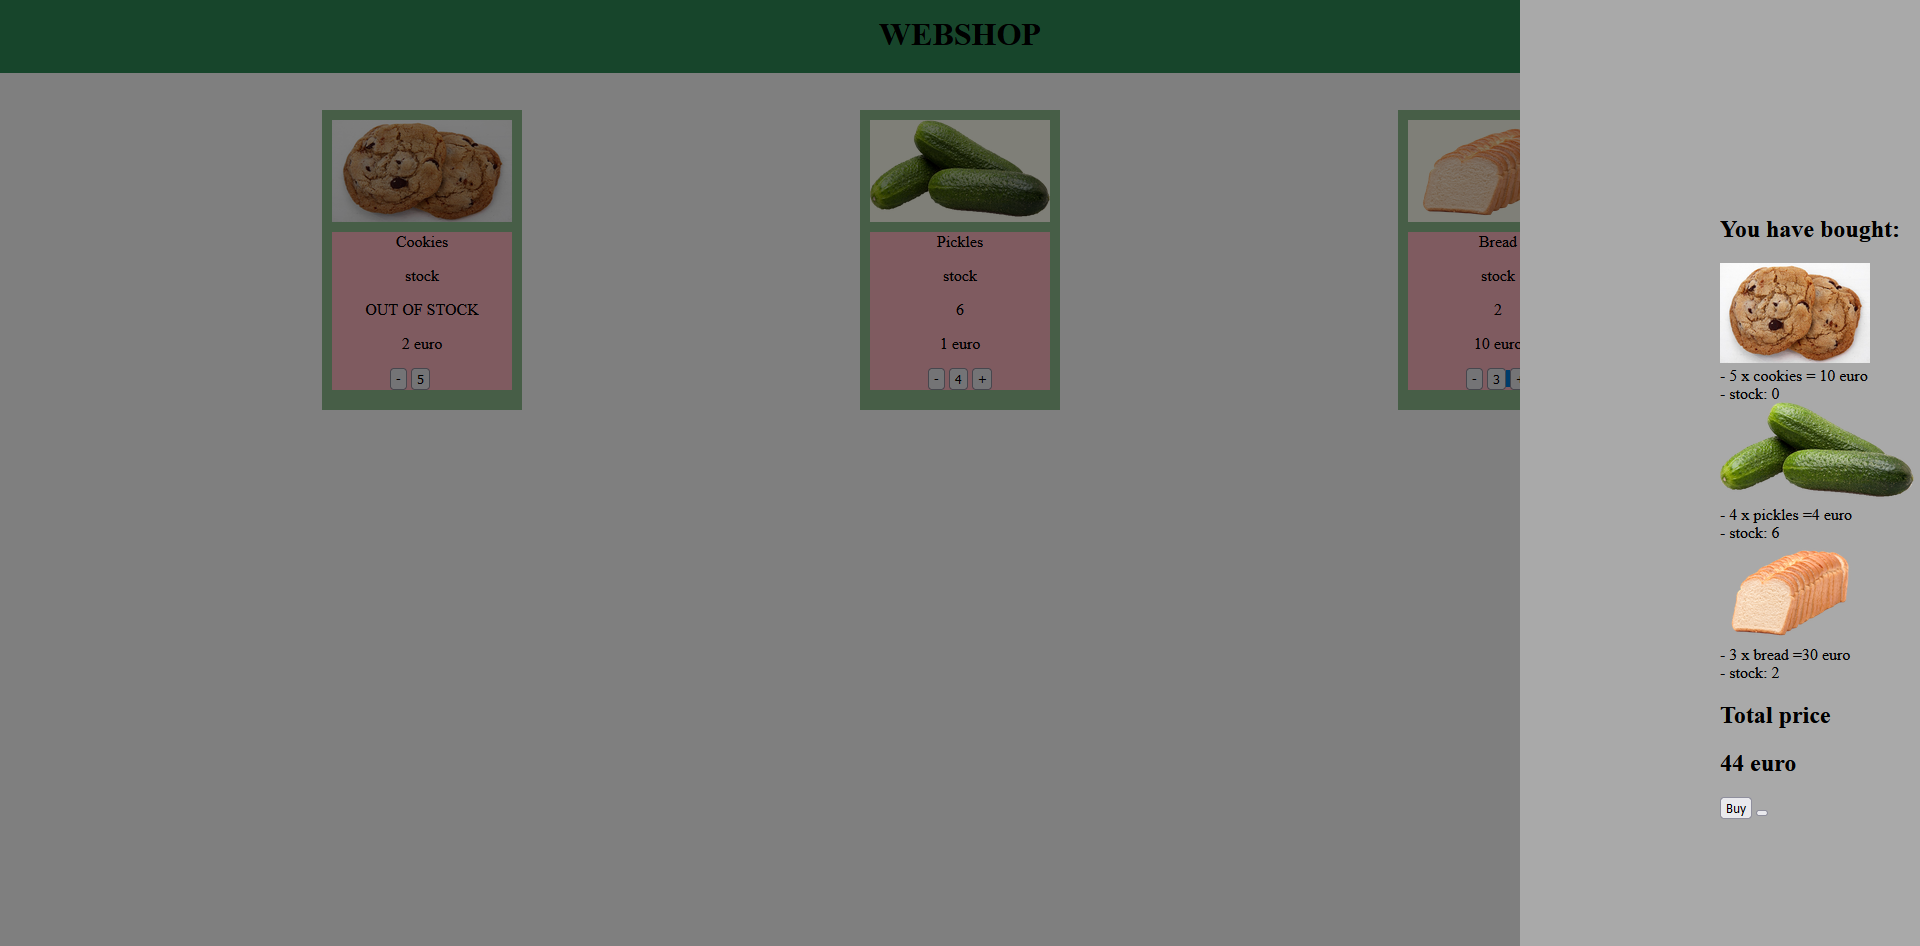 WEBSHOP
Cookies
stock
OUT OF STOCK
2 euro
- 5
Pickles
stock
6
1 euro
- 4 +
Bread
stock
2
10 euro
- 3 +
You have bought:
- 5 x cookies = 10 euro
- stock: 0
- 4 x pickles =4 euro
- stock: 6
- 3 x bread =30 euro
- stock: 2
Total price
44 euro
Buy